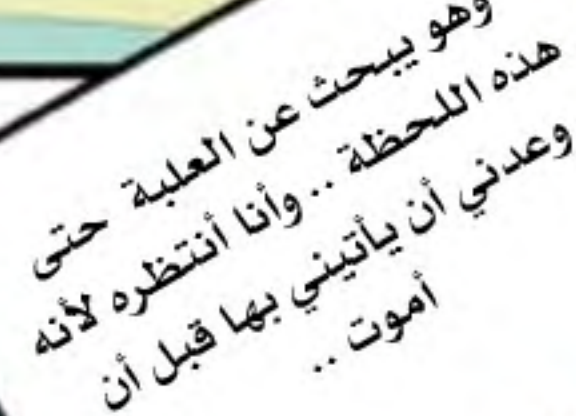 وهو يبحث عن العلبة حتى
هذه اللحظة .. وأنا أنتظره لأنه
وعدني أن يأتيني بها قبل أن
أموت ..